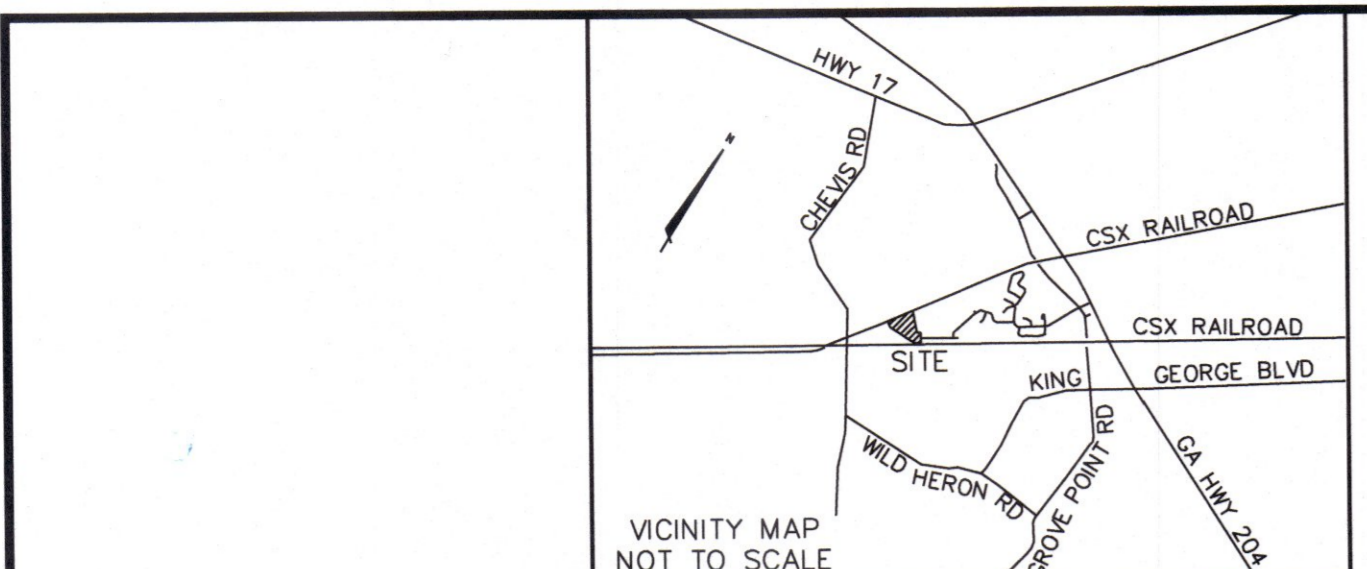 HWY 17
N
CHEVIS RD
CSX RAILROAD
CSX RAILROAD
SITE
KING GEORGE BLVD
WILD HERON RD
GROVE POINT RD
GA HWY 204
VICINITY MAP
NOT TO SCALE